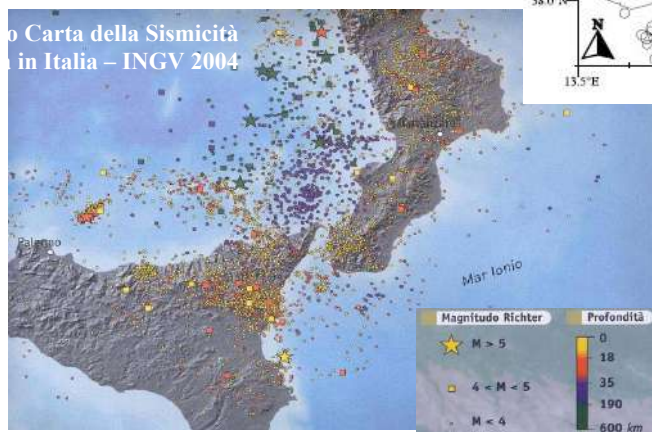 o Carta della Sismicità
in Italia – INGV 2004
38.0°N
N
13.5°E
Palermo
Mar Ionio
Magnitudo Richter
Profondità
M > 5
4 < M < 5
M < 4
0
18
35
190
600 km